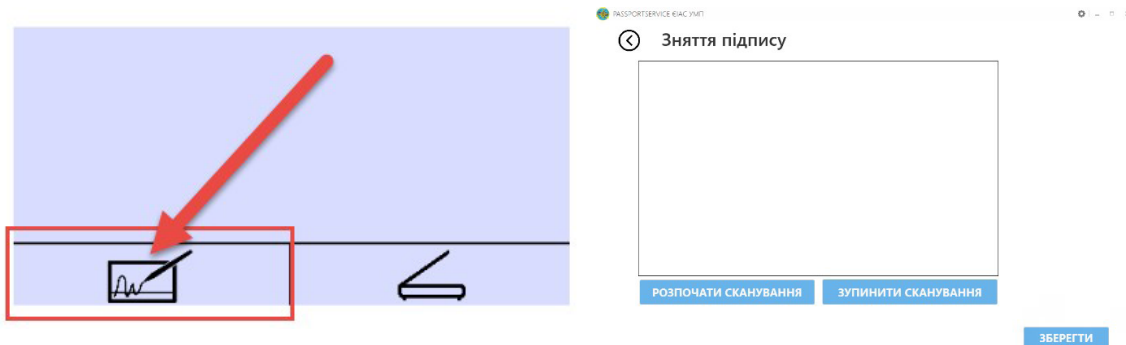 PASSPORTSERVICE ЄІАС УМП
Зняття підпису
РОЗПОЧАТИ СКАНУВАННЯ
ЗУПИНИТИ СКАНУВАННЯ
ЗБЕРЕГТИ